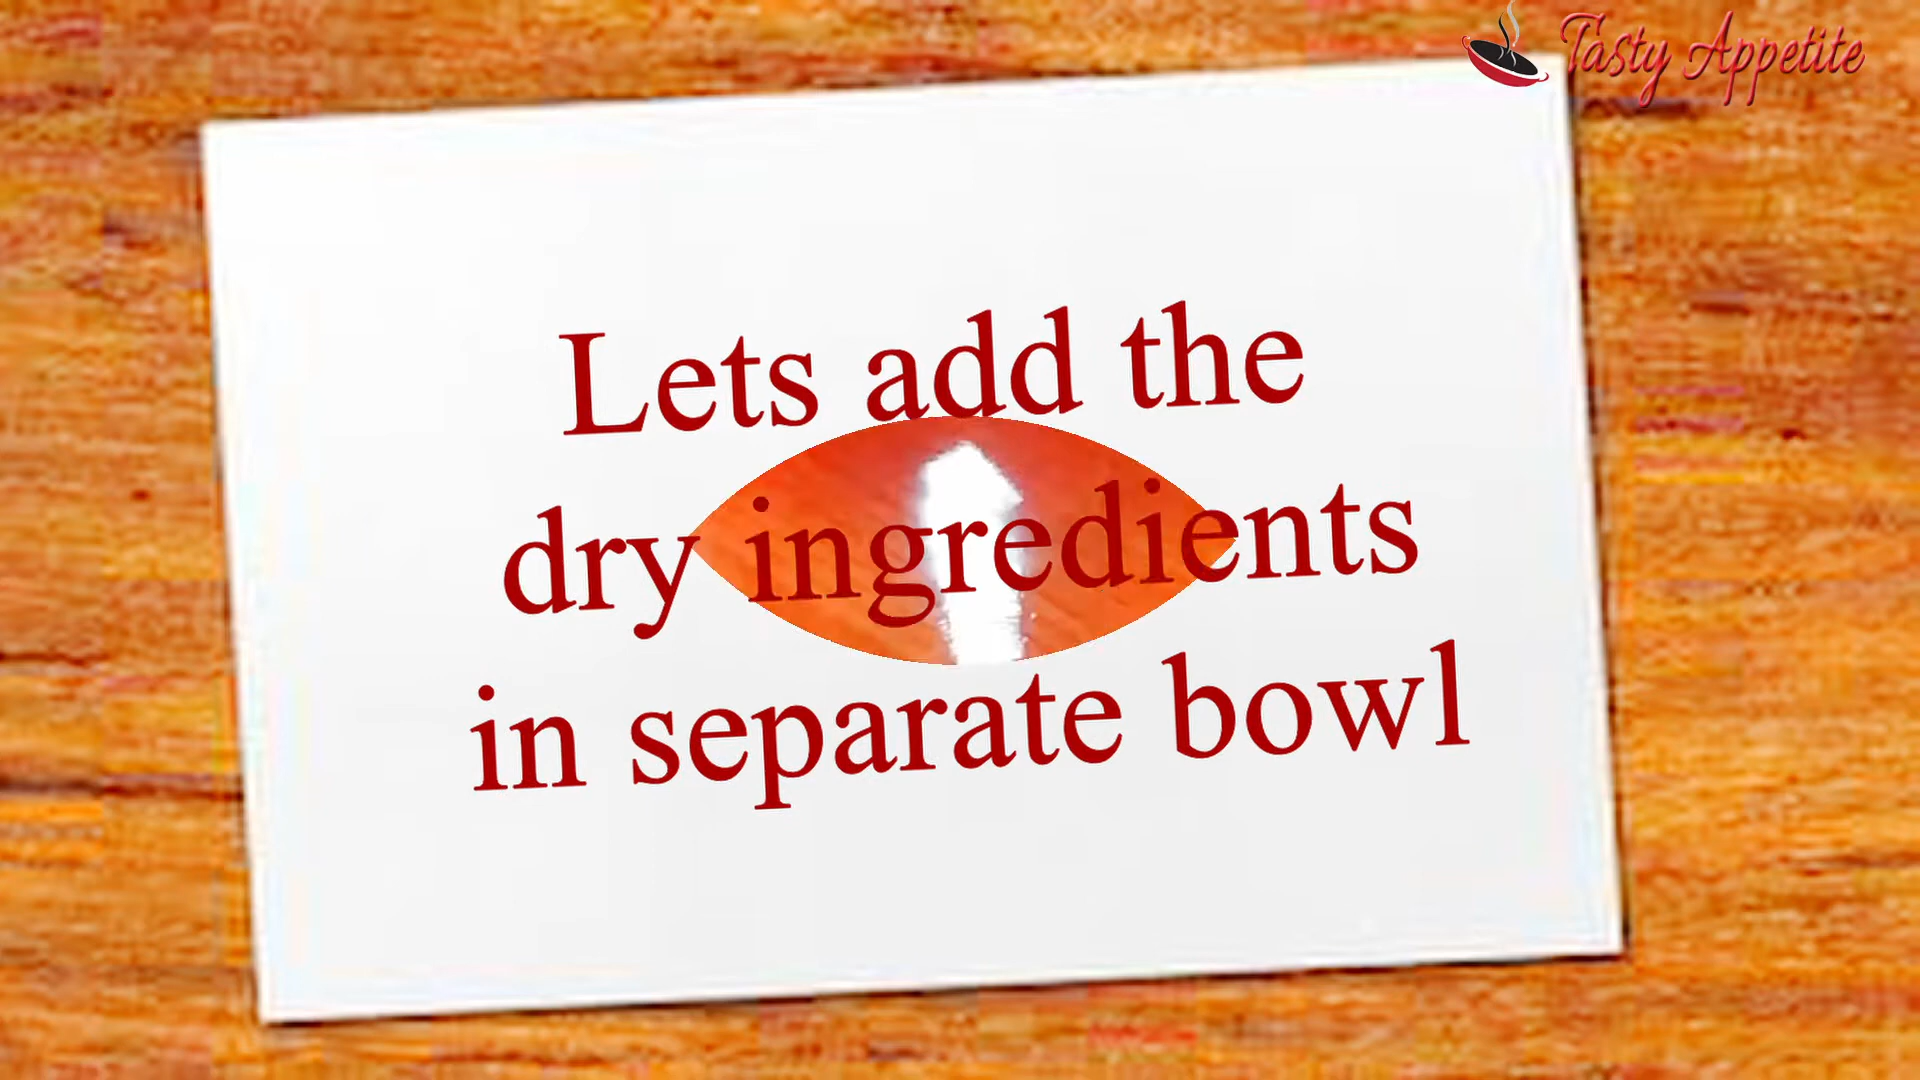 Tasty Appetite
Lets add the
dry ingredients
in separate bowl